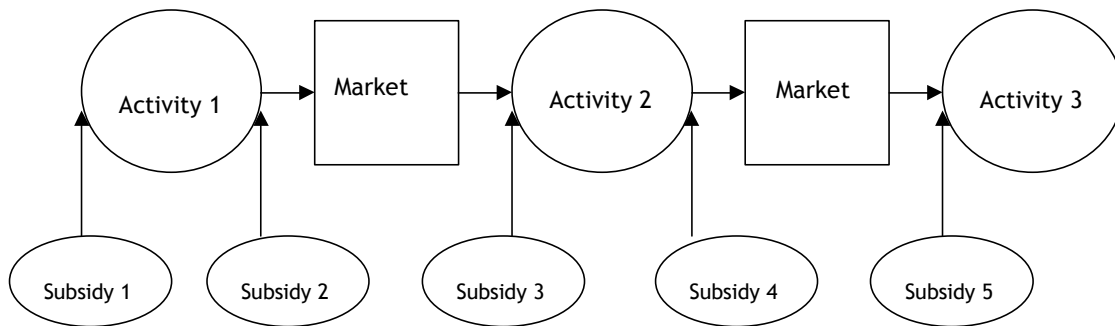 Activity 1
Market
Activity 2
Market
Activity 3
Subsidy 1
Subsidy 2
Subsidy 3
Subsidy 4
Subsidy 5